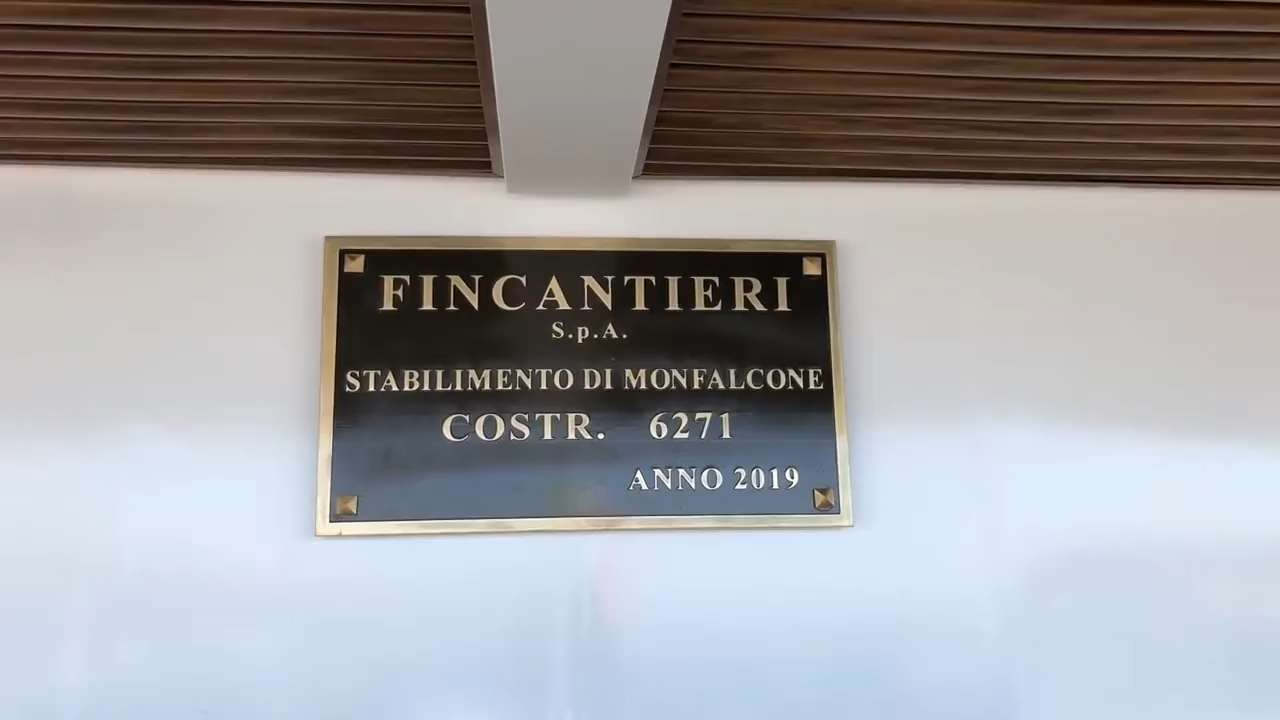 FINCANTIERI
S.p.A.
STABILIMENTO DI MONFALCONE
COSTR. 6271
ANNO 2019